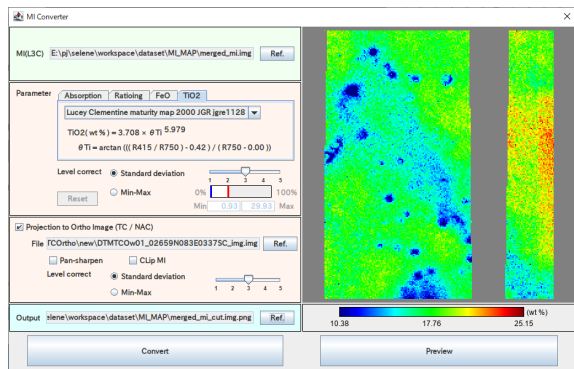 MI Converter
MI(L3C) E:\pj\selene\workspace\dataset\MI_MAP\merged_mi.img Ref.
Parameter
Absorption Ratioing FeO TiO2
Lucey Clementine maturity map 2000 JGR jgre1128
TiO2(wt %) = 3.708 × θTi 5.979
θTi = arctan ((( R415 / R750 ) - 0.42 ) / ( R750 - 0.00 ))
Level correct Standard deviation
1 2 3 4 5
Reset Min-Max 0% 100%
Min 0.93 29.93 Max
Projection to Ortho Image (TC / NAC)
File TCOrtho\new\DTMTCOw01_02659N083E0337SC_img.img Ref.
Pan-sharpen CLip MI
Level correct Standard deviation
Min-Max 1 2 3 4 5
Output elene\workspace\dataset\MI_MAP\merged_mi_cut.img.png Ref.
(wt %)
10.38 17.76 25.15
Convert Preview